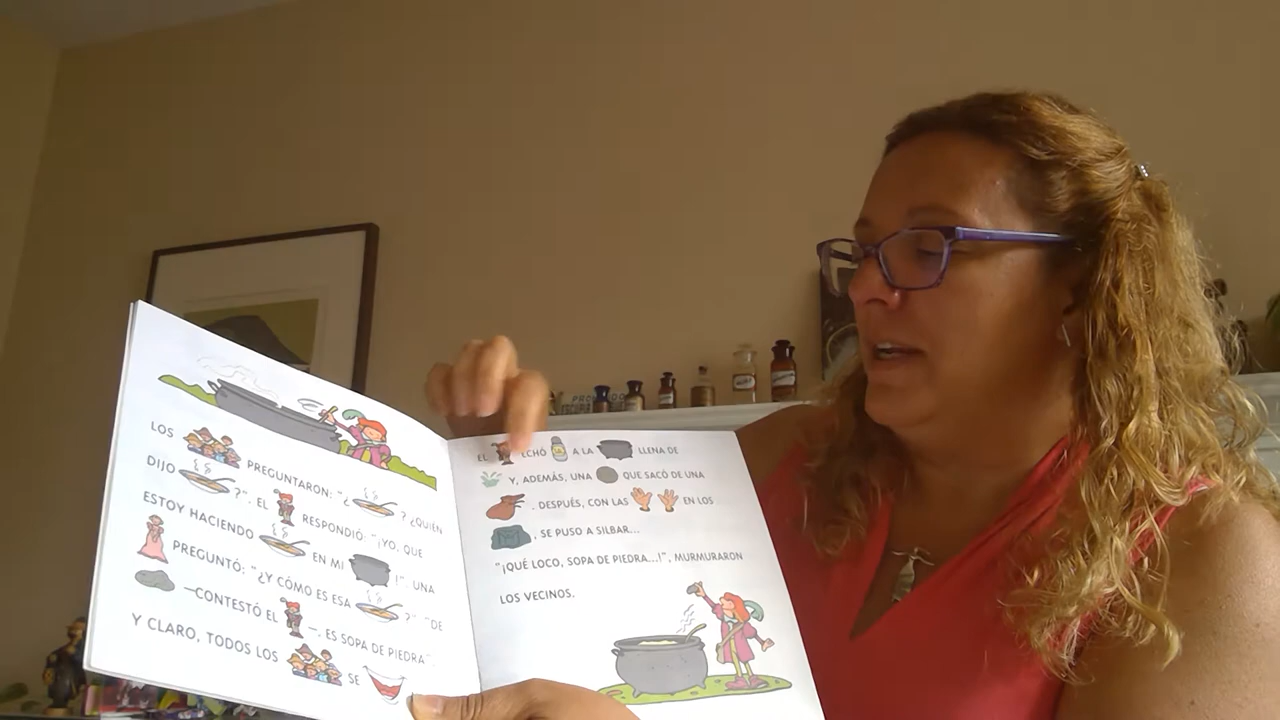 LOS PREGUNTARON: "¿ ? ¿QUIÉN
DIJO ?". EL RESPONDIÓ: "¡YO, QUE
ESTOY HACIENDO EN MI !". UNA
PREGUNTÓ: "¿Y CÓMO ES ESA ?" "DE
—CONTESTÓ EL —. ES SOPA DE PIEDRA".
Y CLARO, TODOS LOS SE
EL ECHÓ A LA LLENA DE
Y, ADEMÁS, UNA QUE SACÓ DE UNA
. DESPUÉS, CON LAS EN LOS
, SE PUSO A SILBAR...
"¡QUÉ LOCO, SOPA DE PIEDRA...!", MURMURARON
LOS VECINOS.